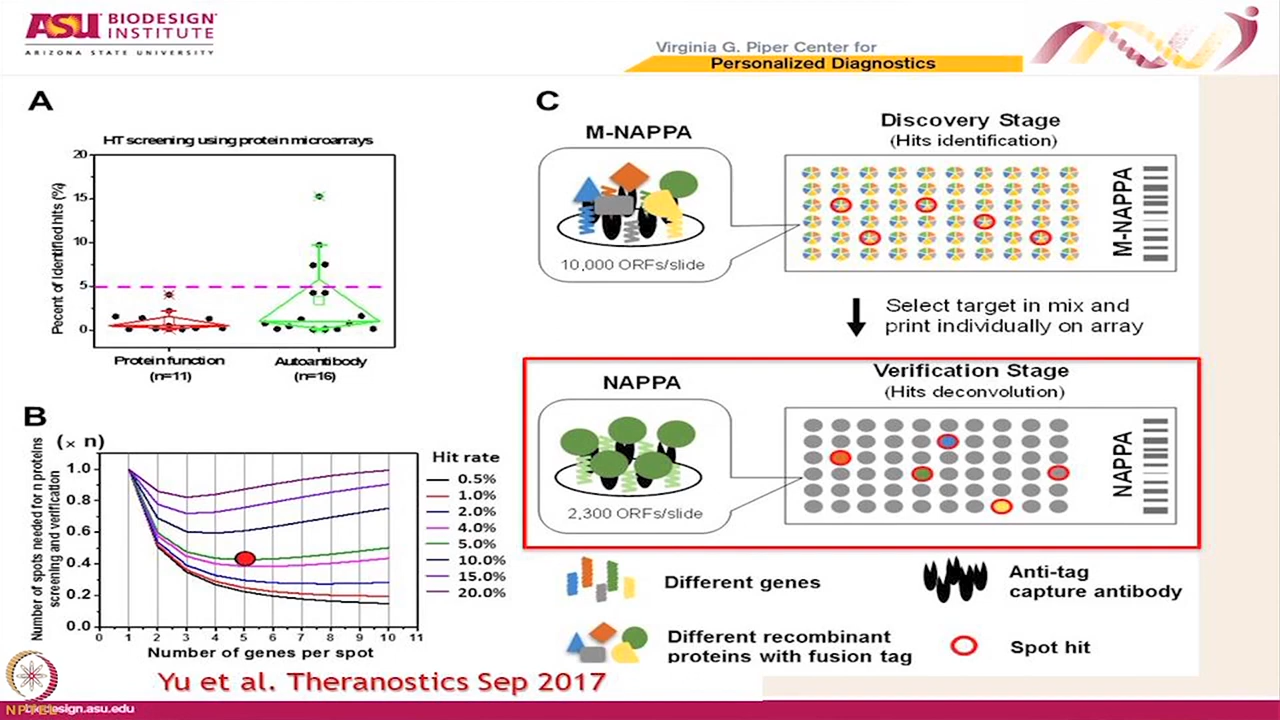 ASU BIODESIGN INSTITUTE
ARIZONA STATE UNIVERSITY
Virginia G. Piper Center for
Personalized Diagnostics
A
HT screening using protein microarrays
Pecent of identified hits (%)
20
15
10
5
0
Protein function
(n=11)
Autoantibody
(n=16)
B
(× n)
Number of spots needed for n proteins
screening and verification
1.0
0.8
0.6
0.4
0.2
0.0
0 1 2 3 4 5 6 7 8 9 10 11
Number of genes per spot
Hit rate
0.5%
1.0%
2.0%
4.0%
5.0%
10.0%
15.0%
20.0%
C
M-NAPPA
10,000 ORFs/slide
Discovery Stage
(Hits identification)
M-NAPPA
Select target in mix and
print individually on array
NAPPA
2,300 ORFs/slide
Verification Stage
(Hits deconvolution)
NAPPA
Different genes
Anti-tag
capture antibody
Different recombinant
proteins with fusion tag
Spot hit
Yu et al. Theranostics Sep 2017
NPTEL
biodesign.asu.edu